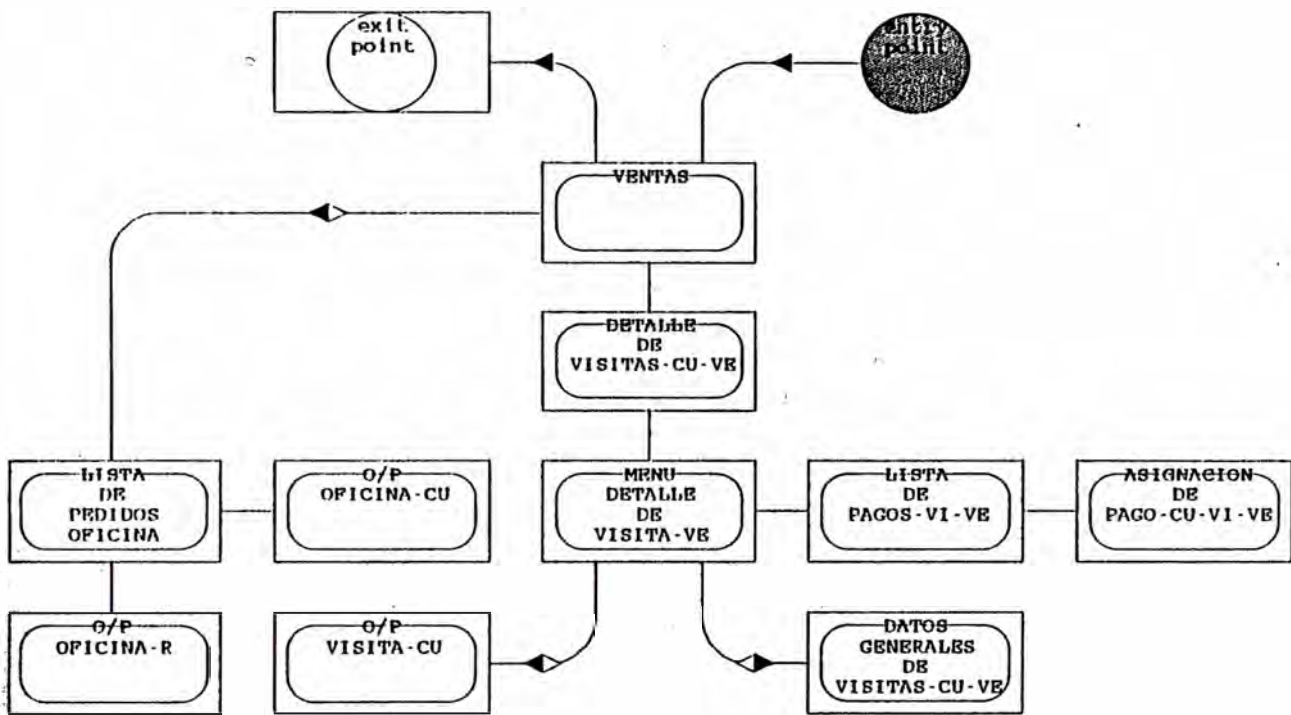 exit
point
entry
point
VENTAS
DETALLE
DE
VISITAS-CU-VE
LISTA
DE
PEDIDOS
OFICINA
O/P
OFICINA-CU
MENU
DETALLE
DE
VISITA-VE
LISTA
DE
PAGOS-VI-VE
ASIGNACION
DE
PAGO-CU-VI-VE
O/P
OFICINA-R
O/P
VISITA-CU
DATOS
GENERALES
DE
VISITAS-CU-VE